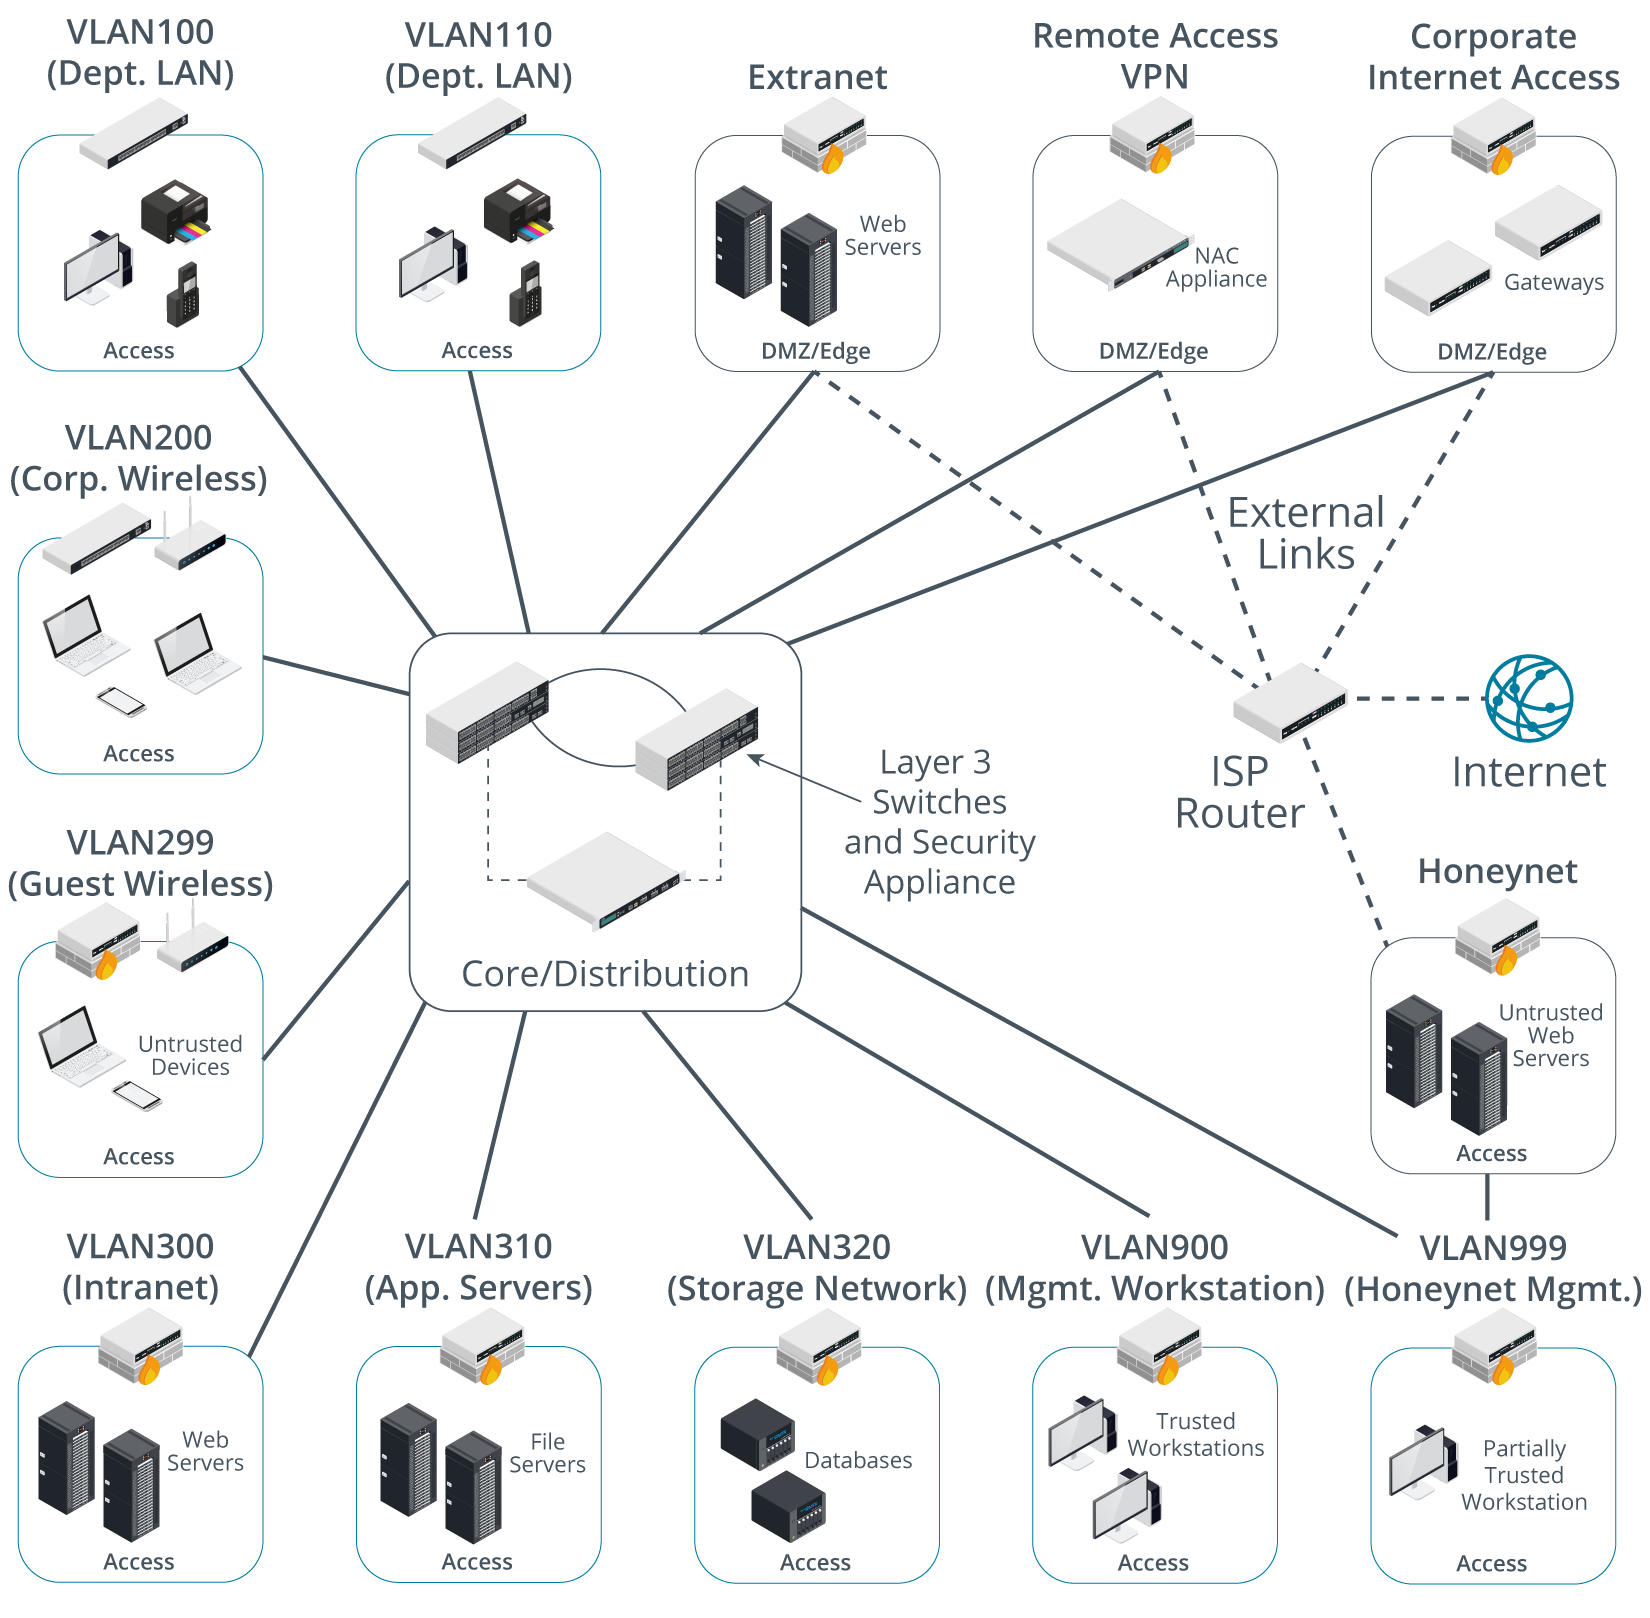 VLAN100
(Dept. LAN)
Access
VLAN110
(Dept. LAN)
Access
Extranet
Web
Servers
DMZ/Edge
Remote Access
VPN
NAC
Appliance
DMZ/Edge
Corporate
Internet Access
Gateways
DMZ/Edge
VLAN200
(Corp. Wireless)
Access
External
Links
ISP
Router
Internet
Layer 3
Switches
and Security
Appliance
Core/Distribution
VLAN299
(Guest Wireless)
Untrusted
Devices
Access
Honeynet
Untrusted
Web
Servers
Access
VLAN300
(Intranet)
Web
Servers
Access
VLAN310
(App. Servers)
File
Servers
Access
VLAN320
(Storage Network)
Databases
Access
VLAN900
(Mgmt. Workstation)
Trusted
Workstations
Access
VLAN999
(Honeynet Mgmt.)
Partially
Trusted
Workstation
Access